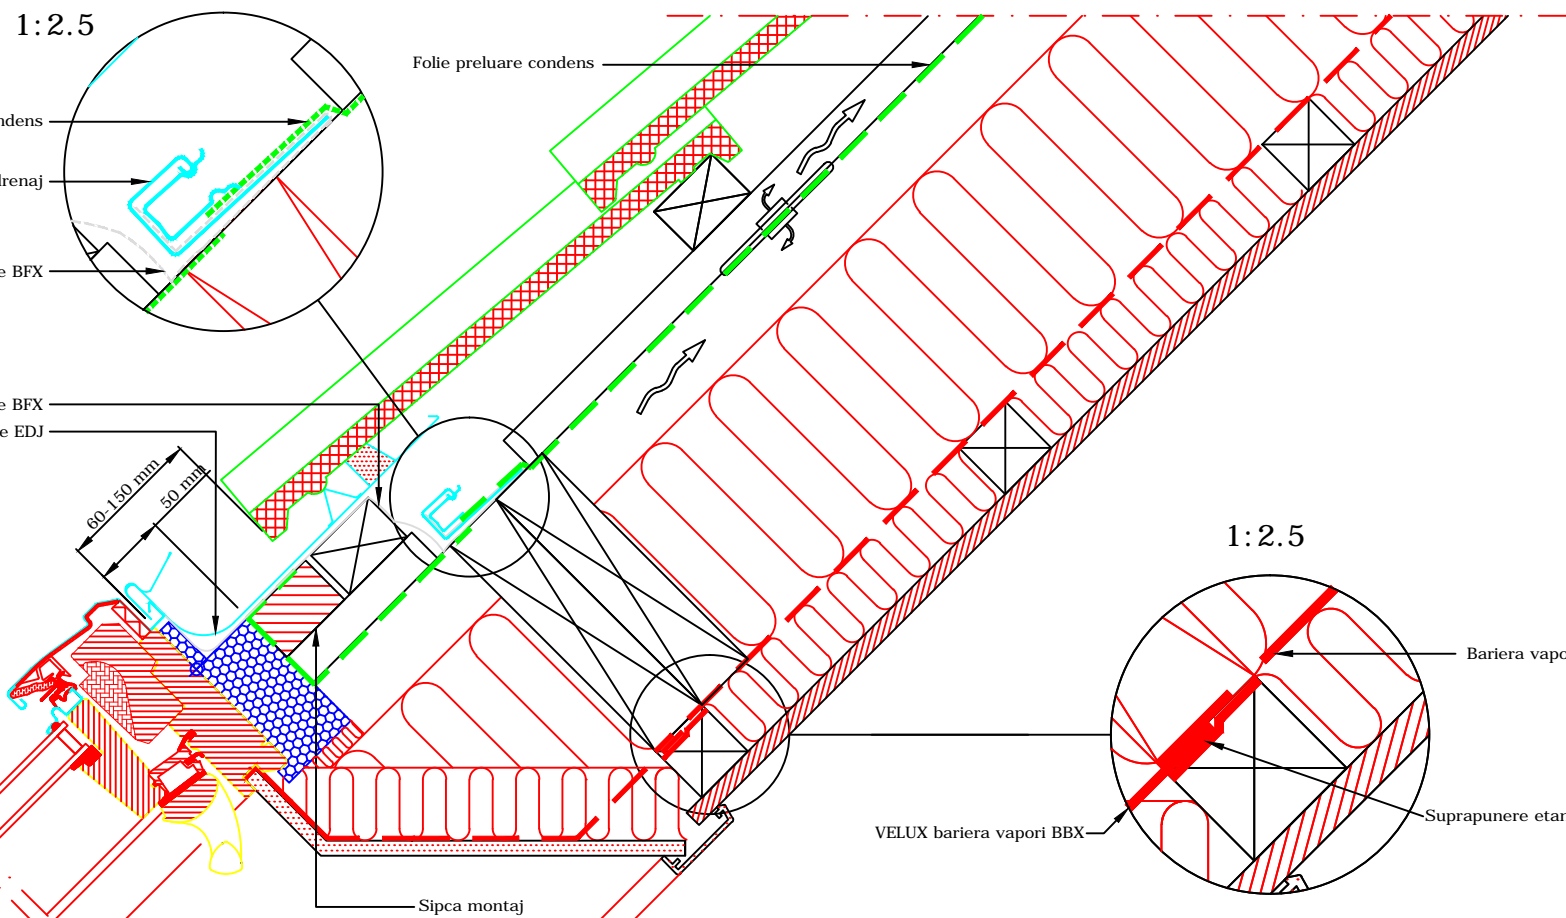 1:2.5
Folie preluare condens
ndens
drenaj
e BFX
e BFX
e EDJ
60-150 mm
50 mm
1:2.5
Bariera vapo
Suprapunere etan
VELUX bariera vapori BBX
Sipca montaj